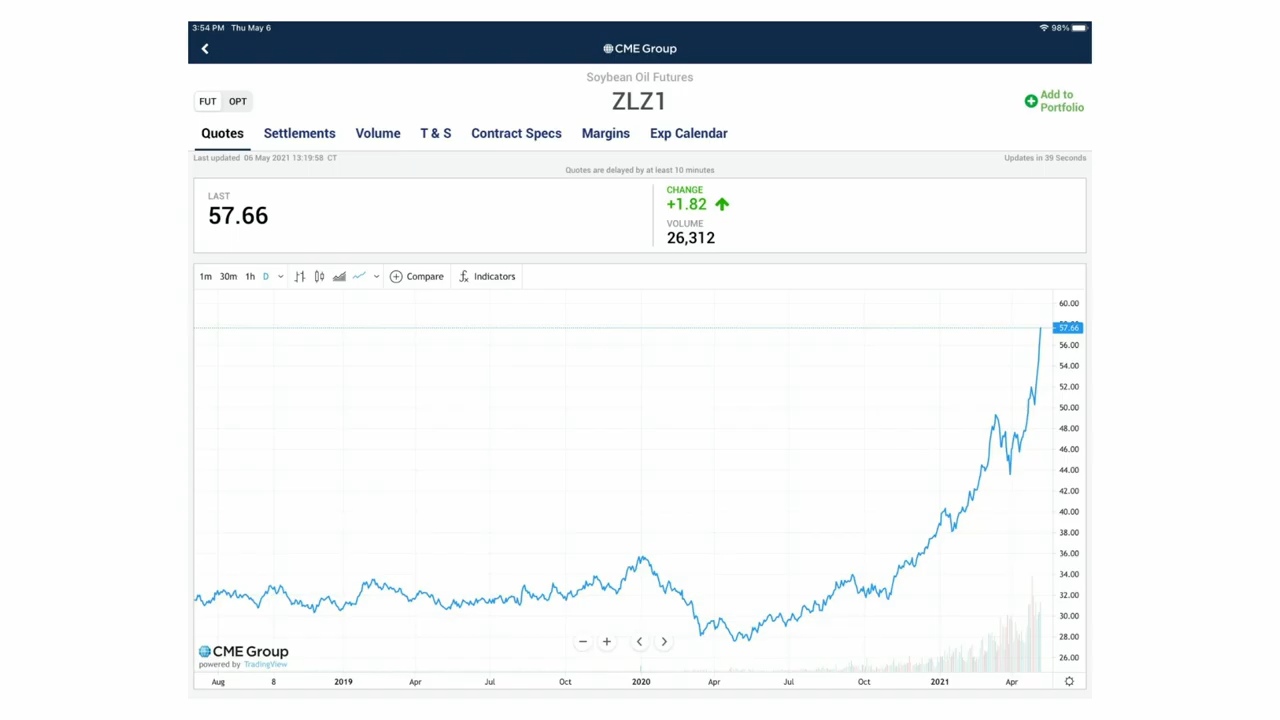 3:54 PM Thu May 6
98%
CME Group
Soybean Oil Futures
FUT OPT
ZLZ1
Add to
Portfolio
Quotes Settlements Volume T & S Contract Specs Margins Exp Calendar
Last updated 06 May 2021 13:19:58 CT
Updates in 39 Seconds
Quotes are delayed by at least 10 minutes
LAST
57.66
CHANGE
+1.82
VOLUME
26,312
1m 30m 1h D Compare Indicators
60.00
57.66
56.00
54.00
52.00
50.00
48.00
46.00
44.00
42.00
40.00
38.00
36.00
34.00
32.00
30.00
28.00
26.00
CME Group
powered by TradingView
Aug 8 2019 Apr Jul Oct 2020 Apr Jul Oct 2021 Apr